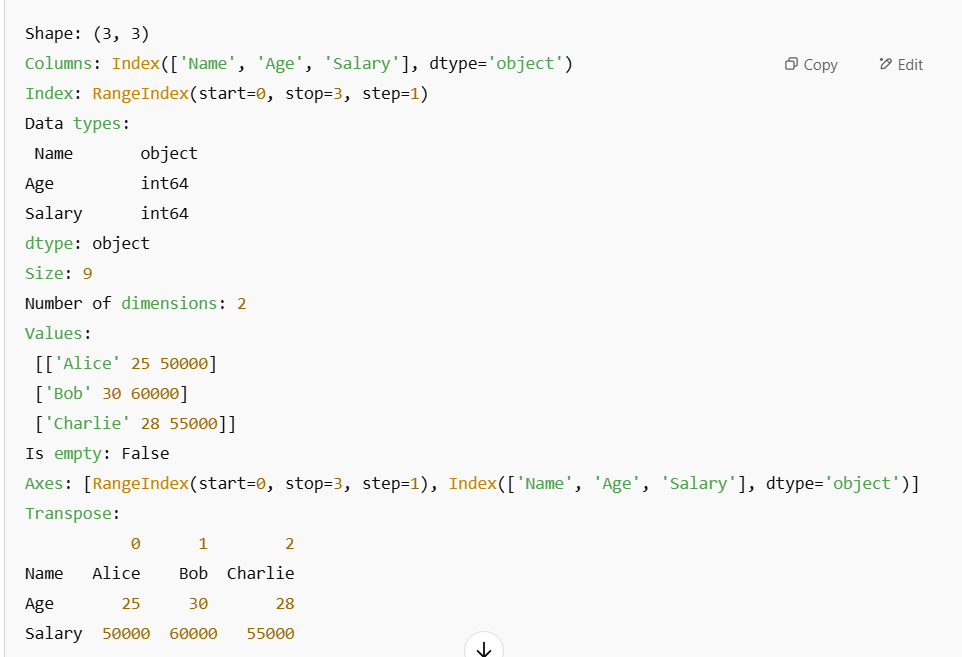 Shape: (3, 3)
Columns: Index(['Name', 'Age', 'Salary'], dtype='object')
Copy
Edit
Index: RangeIndex(start=0, stop=3, step=1)
Data types:
Name object
Age int64
Salary int64
dtype: object
Size: 9
Number of dimensions: 2
Values:
[['Alice' 25 50000]
['Bob' 30 60000]
['Charlie' 28 55000]]
Is empty: False
Axes: [RangeIndex(start=0, stop=3, step=1), Index(['Name', 'Age', 'Salary'], dtype='object')]
Transpose:
0 1 2
Name Alice Bob Charlie
Age 25 30 28
Salary 50000 60000 55000